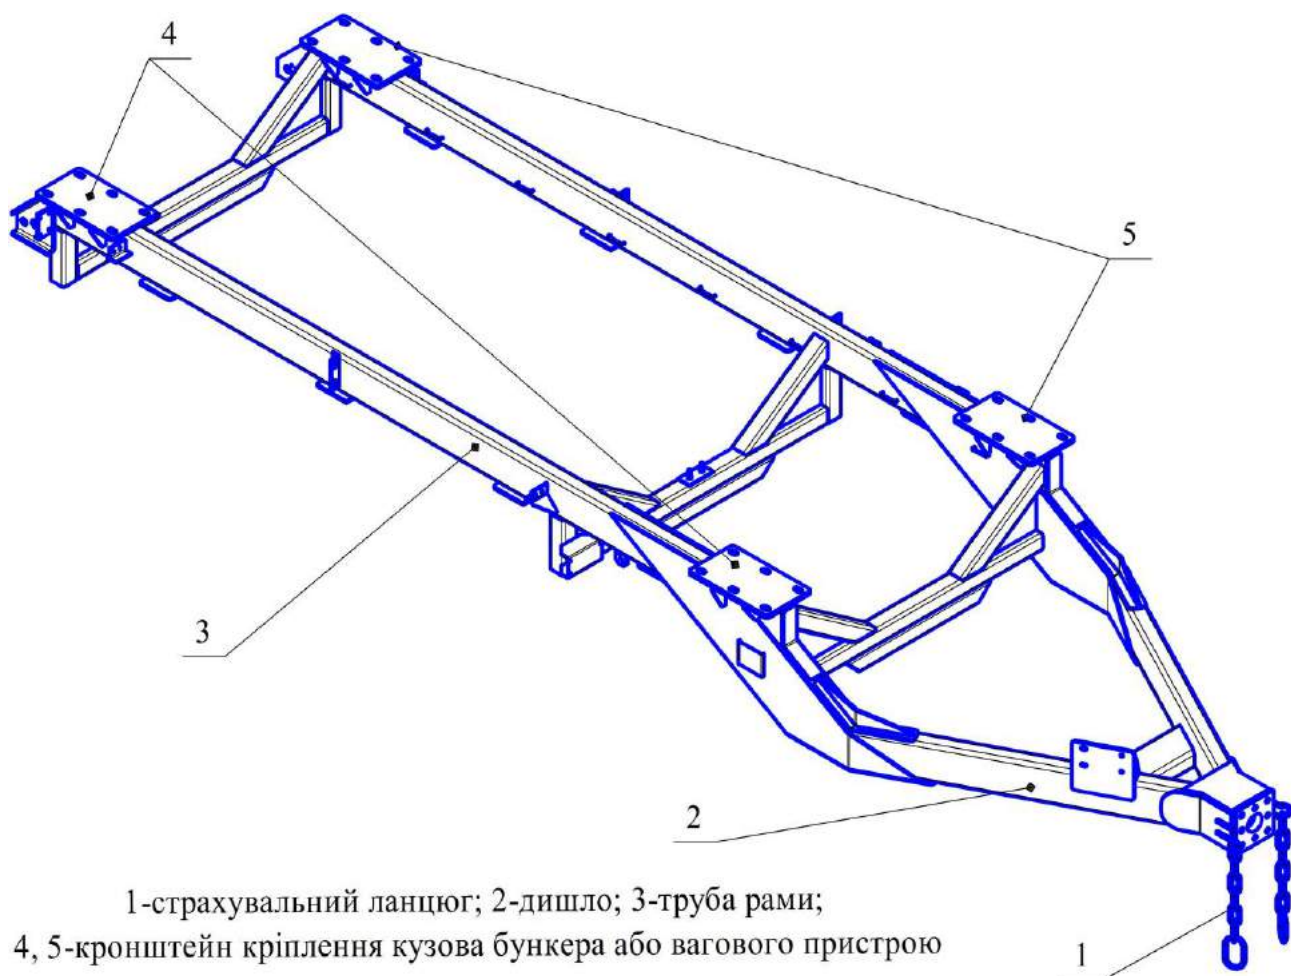 4
5
3
2
1-страхувальний ланцюг; 2-дишло; 3-труба рами;
4, 5-кронштейн кріплення кузова бункера або вагового пристрою
1